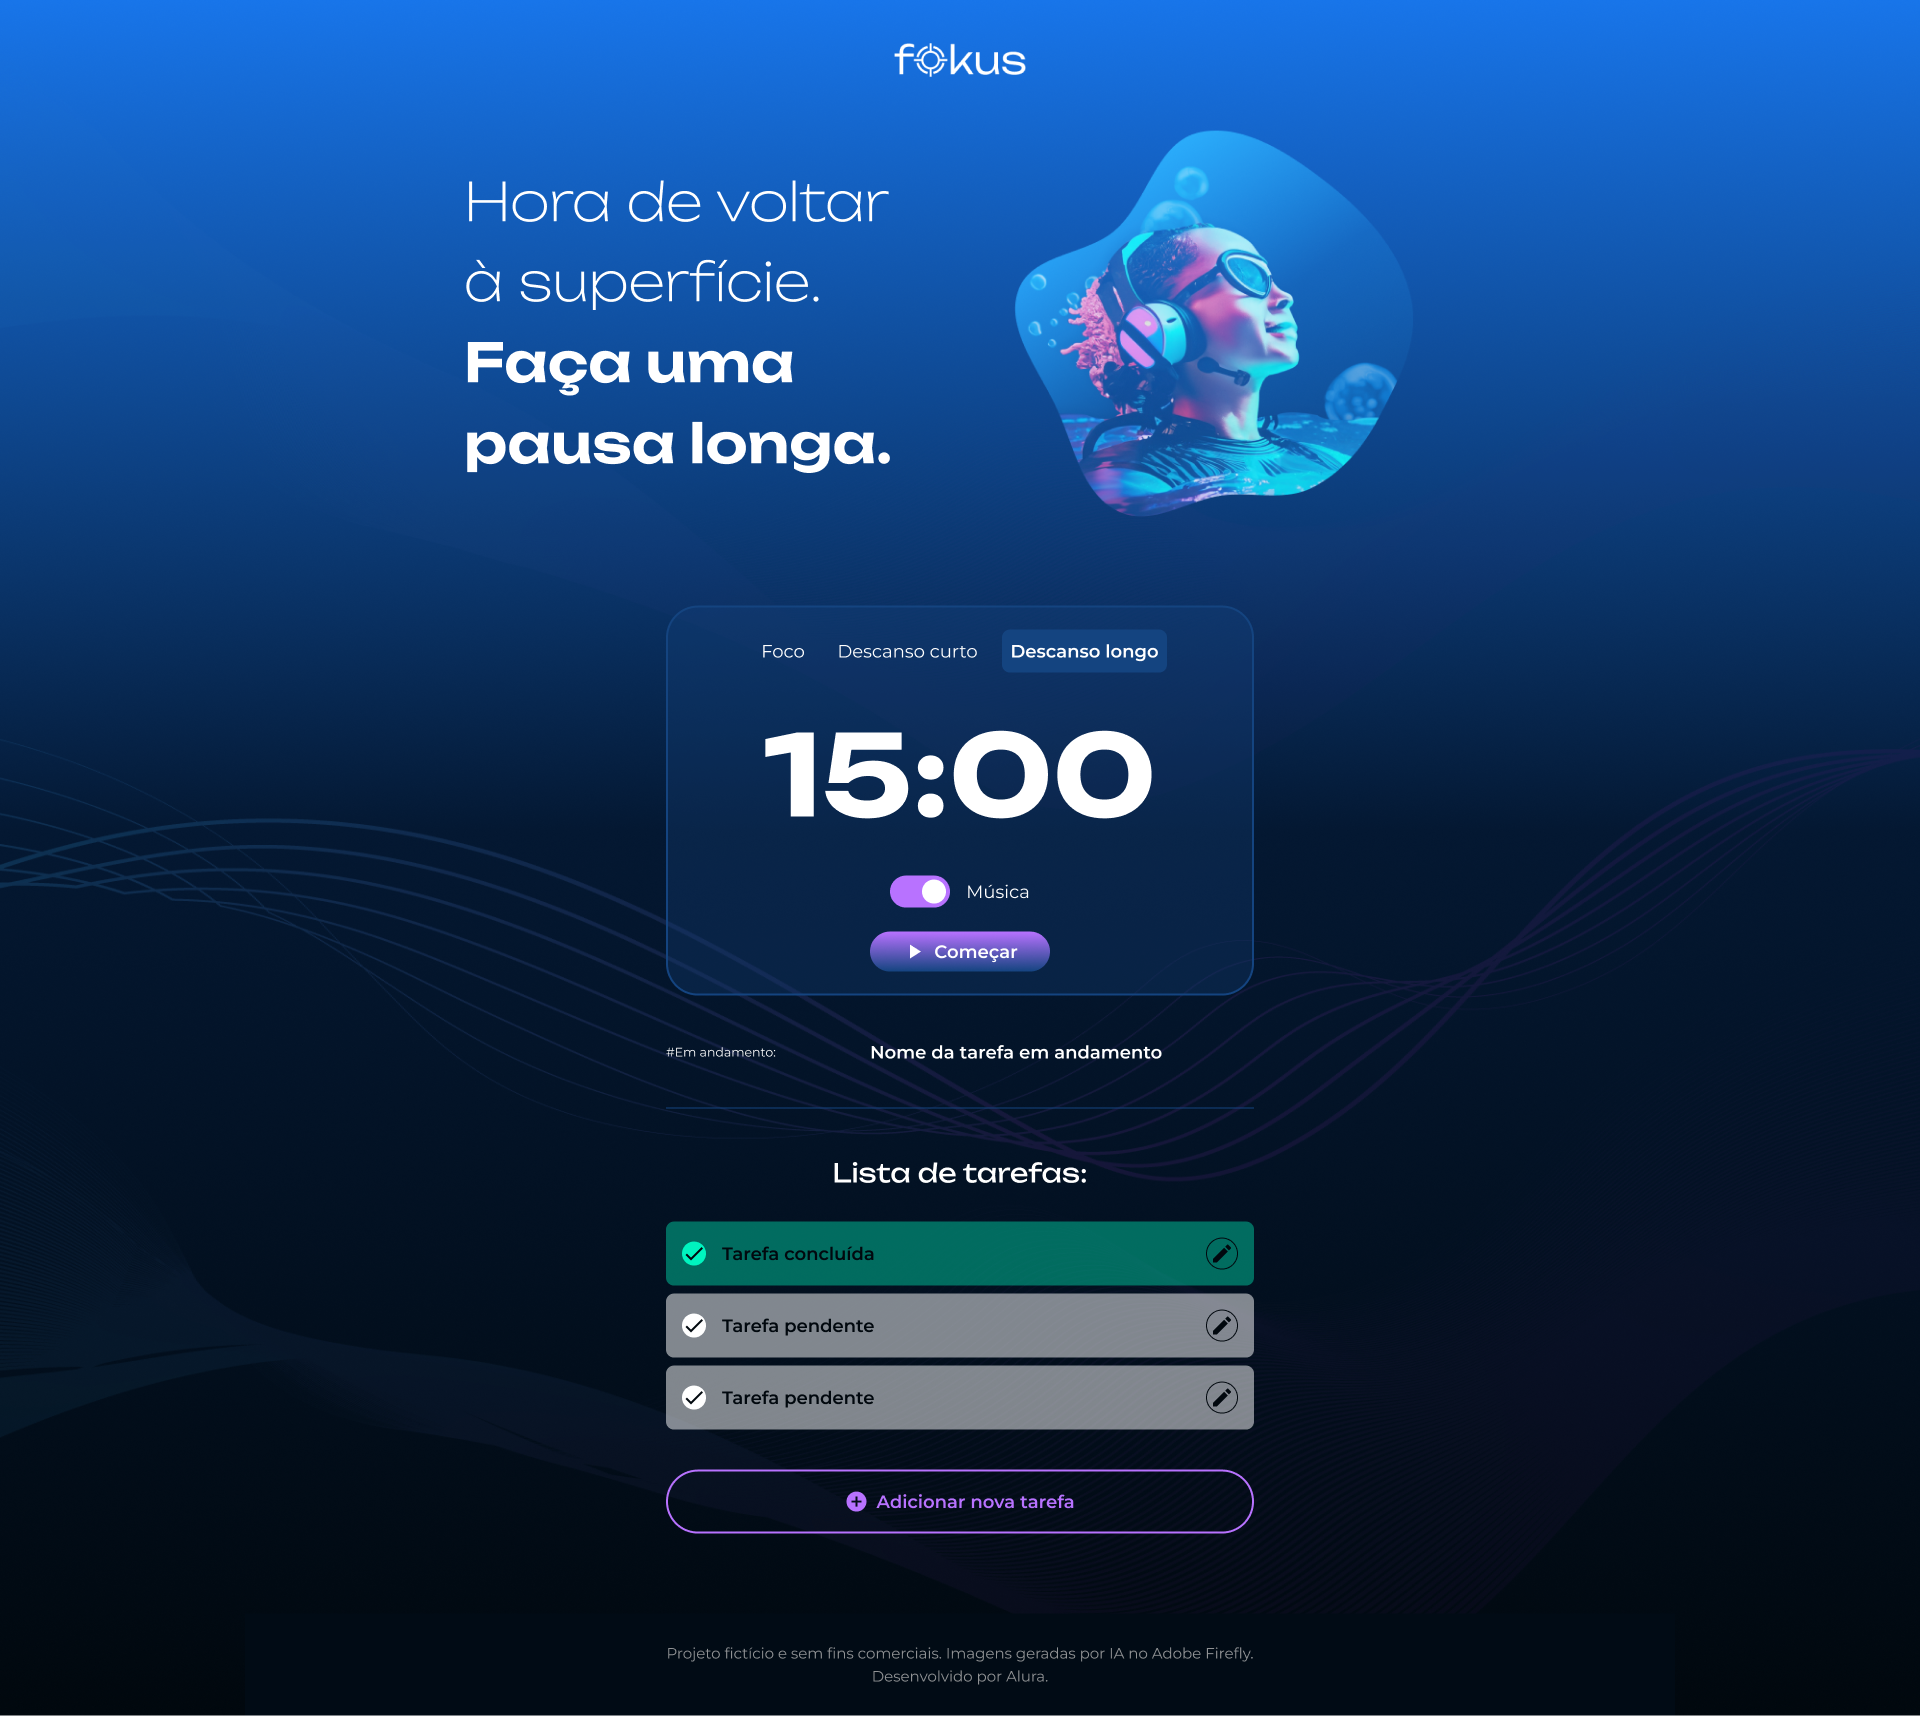 fokus
Hora de voltar
à superfície.
Faça uma
pausa longa.
Foco Descanso curto Descanso longo
15:00
Música
Começar
#Em andamento: Nome da tarefa em andamento
Lista de tarefas:
Tarefa concluída
Tarefa pendente
Tarefa pendente
Adicionar nova tarefa
Projeto fictício e sem fins comerciais. Imagens geradas por IA no Adobe Firefly.
Desenvolvido por Alura.